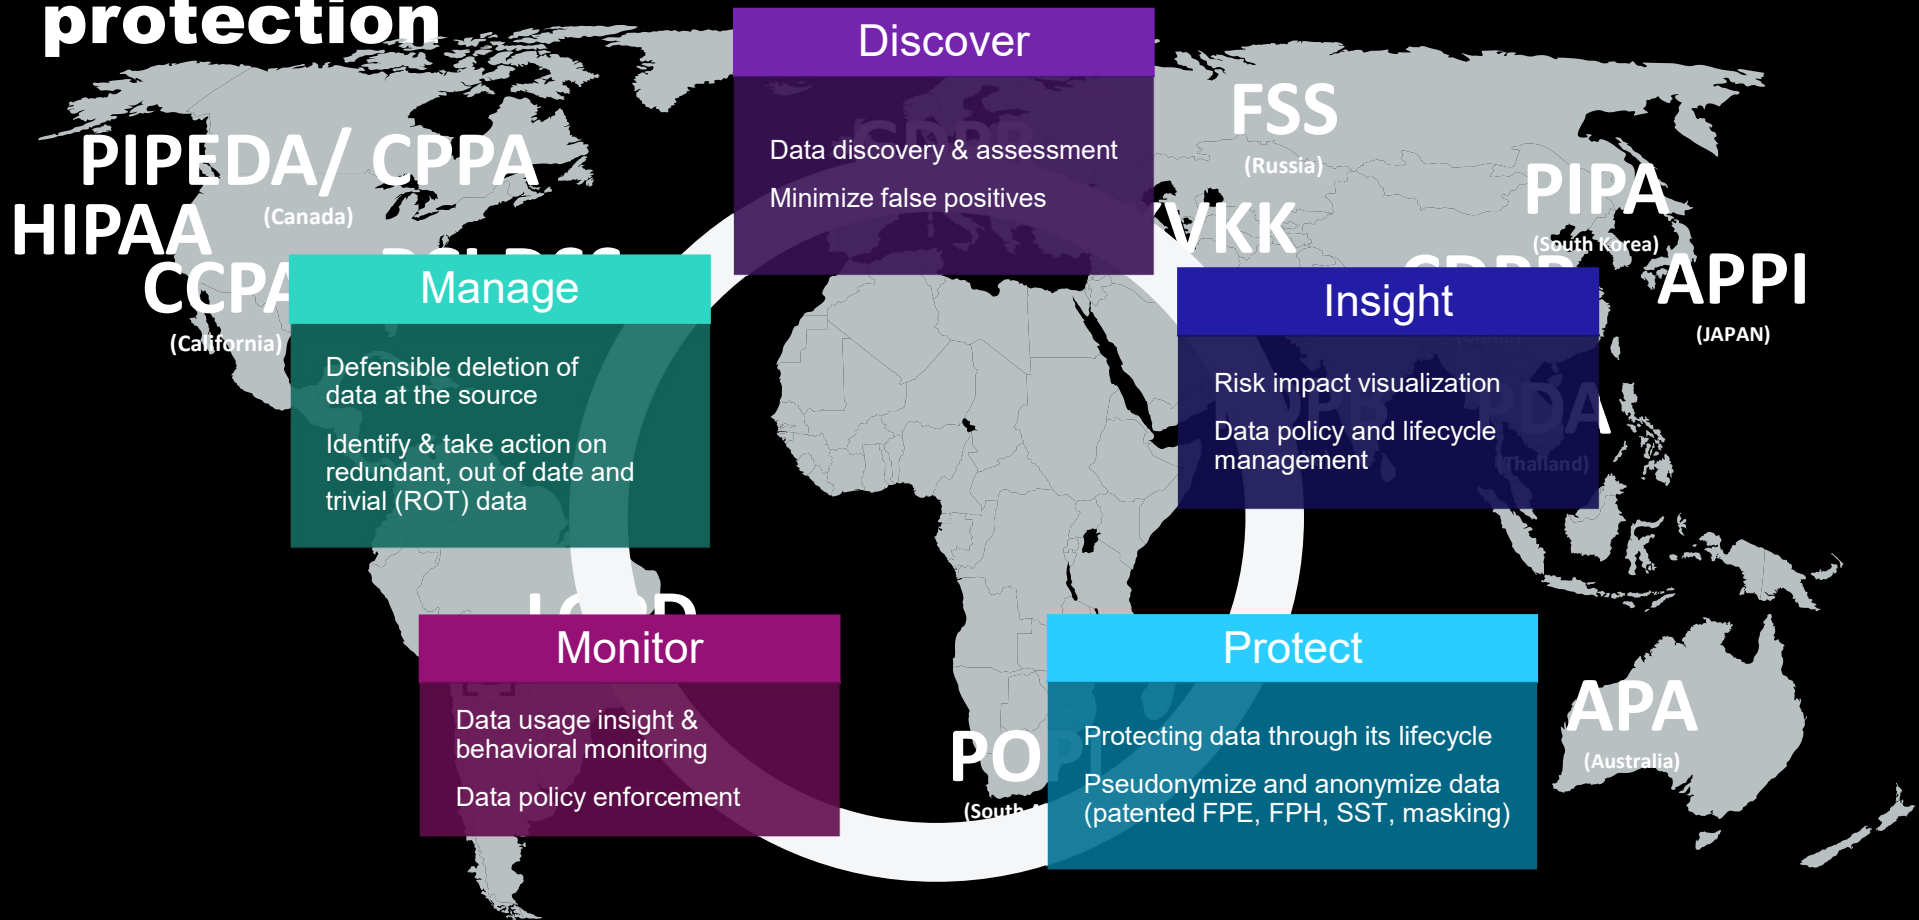 protection
Discover
Data discovery & assessment
Minimize false positives
FSS
(Russia)
PIPEDA/ CPPA
(Canada)
HIPAA
CCPA
(California)
PIPA
(South Korea)
APPI
(JAPAN)
Manage
Defensible deletion of
data at the source
Identify & take action on
redundant, out of date and
trivial (ROT) data
Insight
Risk impact visualization
Data policy and lifecycle
management
PDA
(Thailand)
Monitor
Data usage insight &
behavioral monitoring
Data policy enforcement
POPI
(South
Protect
Protecting data through its lifecycle
Pseudonymize and anonymize data
(patented FPE, FPH, SST, masking)
APA
(Australia)